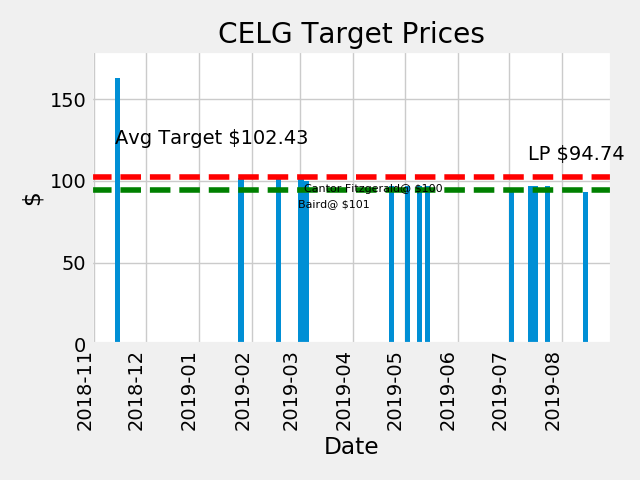 CELG Target Prices
150
Avg Target $102.43
LP $94.74
100
Cantor Fitzgerald@ $100
Baird@ $101
50
0
$
2018-11
2018-12
2019-01
2019-02
2019-03
2019-04
2019-05
2019-06
2019-07
2019-08
Date